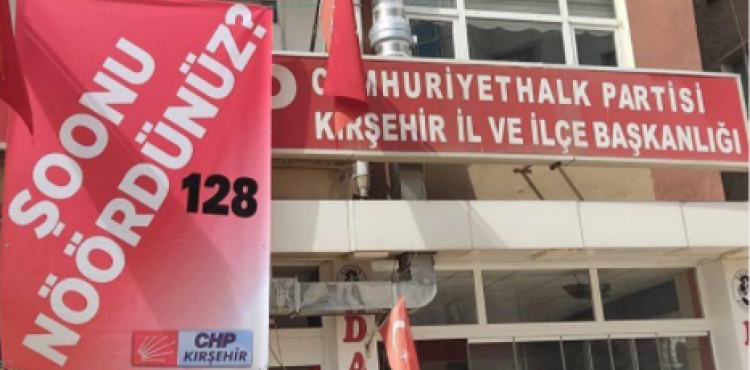 ŞOONU
NÖÖRDÜNÜZ?
128
CHP
KIRŞEHİR
CUMHURİYET HALK PARTİSİ
KIRŞEHİR İL VE İLÇE BAŞKANLIĞI